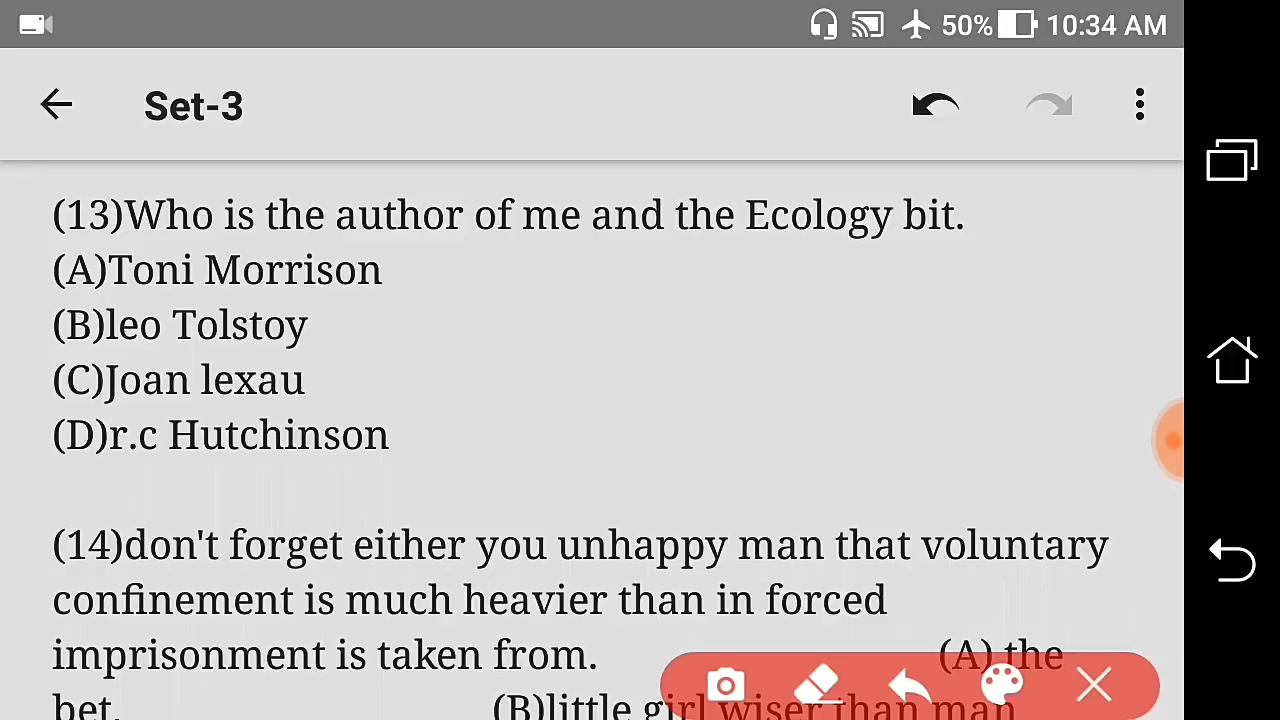 50% 10:34 AM
Set-3
(13)Who is the author of me and the Ecology bit.
(A)Toni Morrison
(B)leo Tolstoy
(C)Joan lexau
(D)r.c Hutchinson
(14)don't forget either you unhappy man that voluntary
confinement is much heavier than in forced
imprisonment is taken from. (A) the
bet. (B)little girl wiser than man